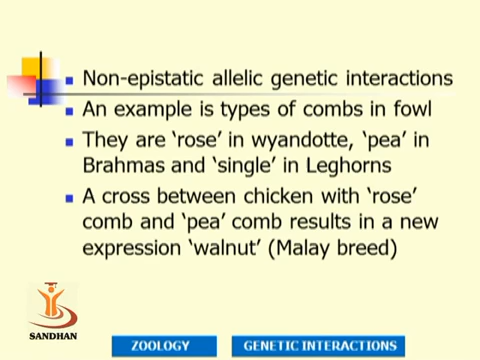 Non-epistatic allelic genetic interactions
An example is types of combs in fowl
They are ‘rose’ in wyandotte, ‘pea’ in
Brahmas and ‘single’ in Leghorns
A cross between chicken with ‘rose’
comb and ‘pea’ comb results in a new
expression ‘walnut’ (Malay breed)
SANDHAN
ZOOLOGY
GENETIC INTERACTIONS